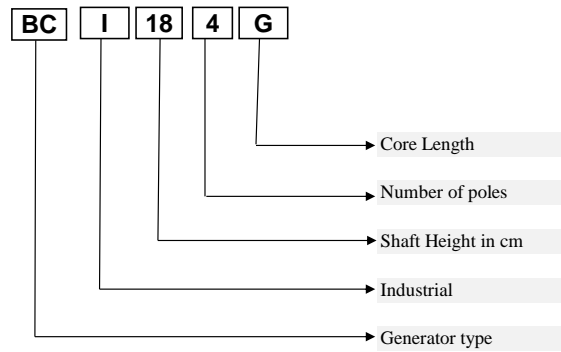 BC I 18 4 G
Core Length
Number of poles
Shaft Height in cm
Industrial
Generator type